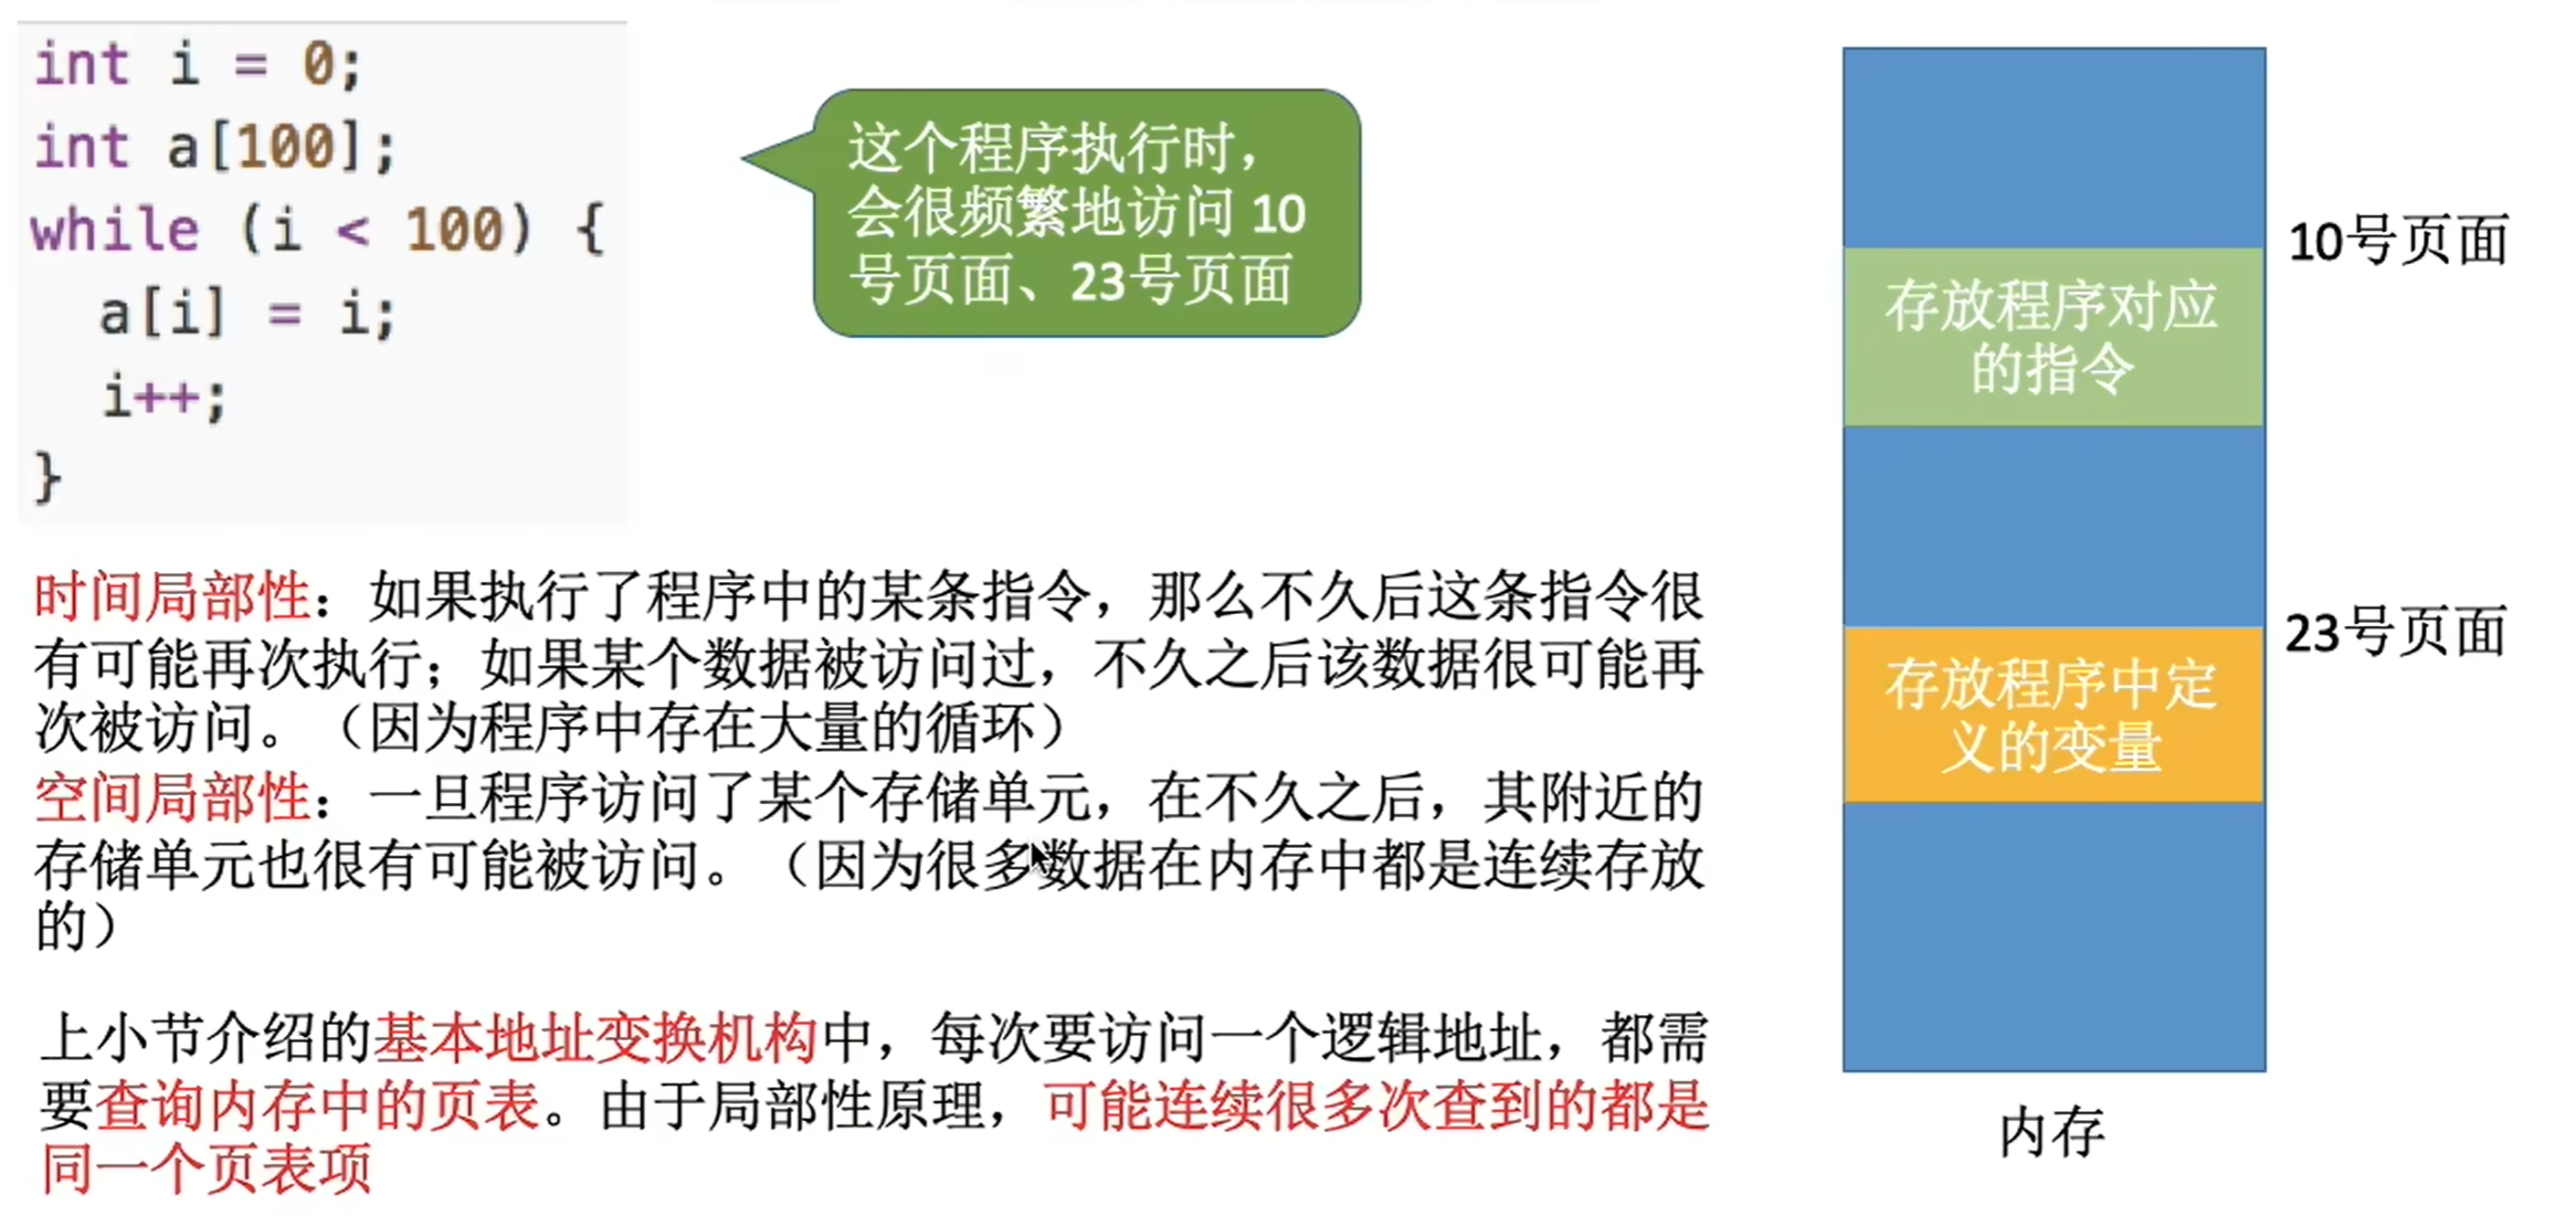 int i = 0;
int a[100];
while (i < 100) {
a[i] = i;
i++;
}
这个程序执行时，
会很频繁地访问 10
号页面、23号页面
10号页面
存放程序对应
的指令
23号页面
存放程序中定
义的变量
内存
时间局部性：如果执行了程序中的某条指令，那么不久后这条指令很
有可能再次执行；如果某个数据被访问过，不久之后该数据很可能再
次被访问。（因为程序中存在大量的循环）
空间局部性：一旦程序访问了某个存储单元，在不久之后，其附近的
存储单元也很有可能被访问。（因为很多数据在内存中都是连续存放
的）
上小节介绍的基本地址变换机构中，每次要访问一个逻辑地址，都需
要查询内存中的页表。由于局部性原理，可能连续很多次查到的都是
同一个页表项